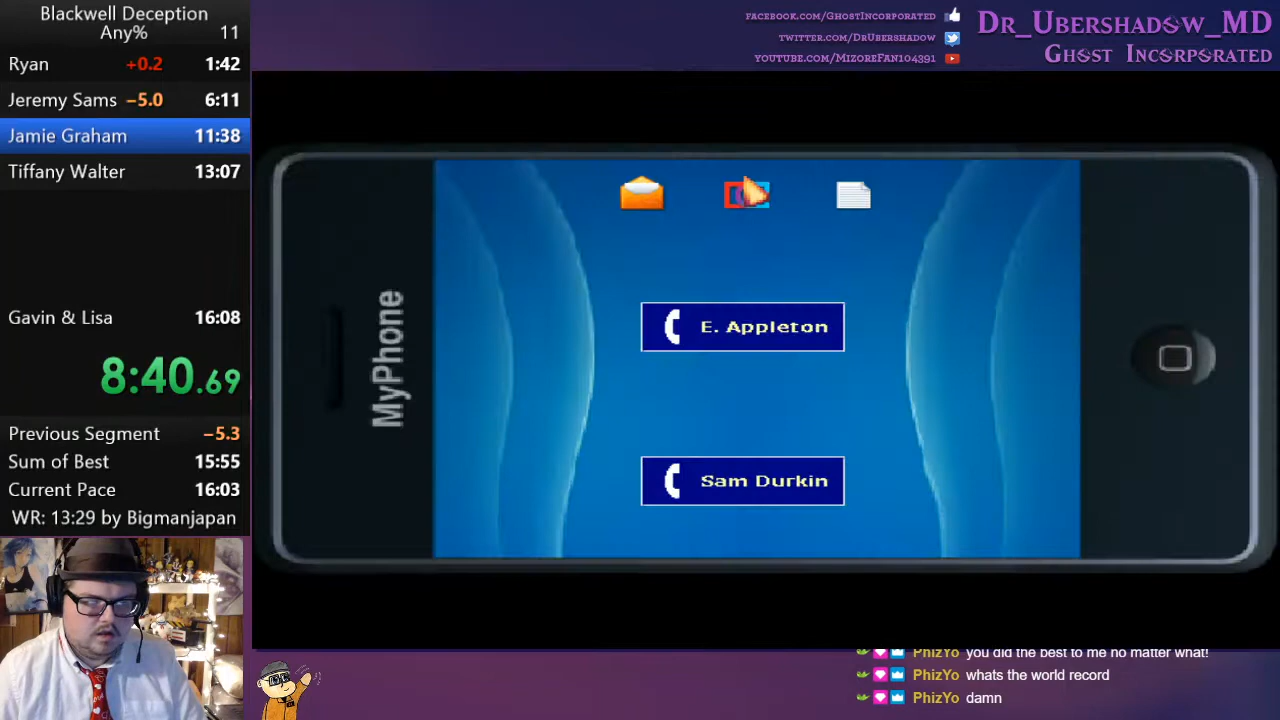 Blackwell Deception
Any% 11
Ryan +0.2 1:42
Jeremy Sams −5.0 6:11
Jamie Graham 11:38
Tiffany Walter 13:07
Gavin & Lisa 16:08
8:40.69
Previous Segment −5.3
Sum of Best 15:55
Current Pace 16:03
WR: 13:29 by Bigmanjapan
facebook.com/GhostIncorporated
twitter.com/DrUbershadow
youtube.com/MizoreFan104391
Dr_Ubershadow_MD
Ghost Incorporated
MyPhone
E. Appleton
Sam Durkin
PhizYo you did the best to me no matter what!
PhizYo whats the world record
PhizYo damn